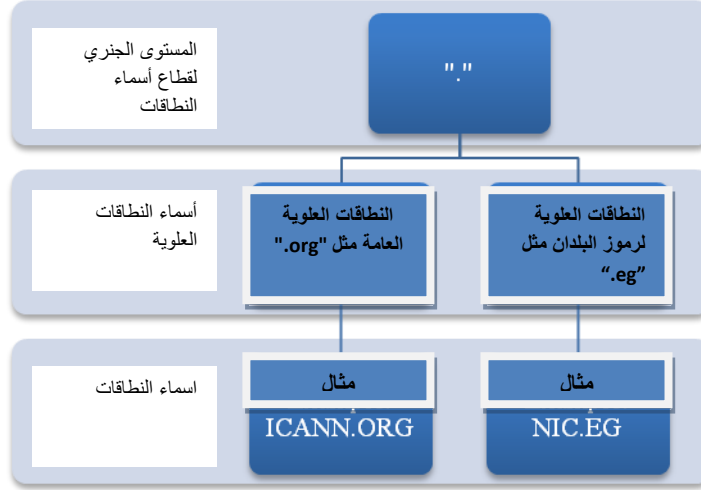 المستوى الجنري
لقطاع أسماء
النطاقات
"."
أسماء النطاقات
العلوية
النطاقات العلوية
العامة مثل "org."
النطاقات العلوية
لرموز البلدان مثل
”eg.“
اسماء النطاقات
مثال
ICANN.ORG
مثال
NIC.EG